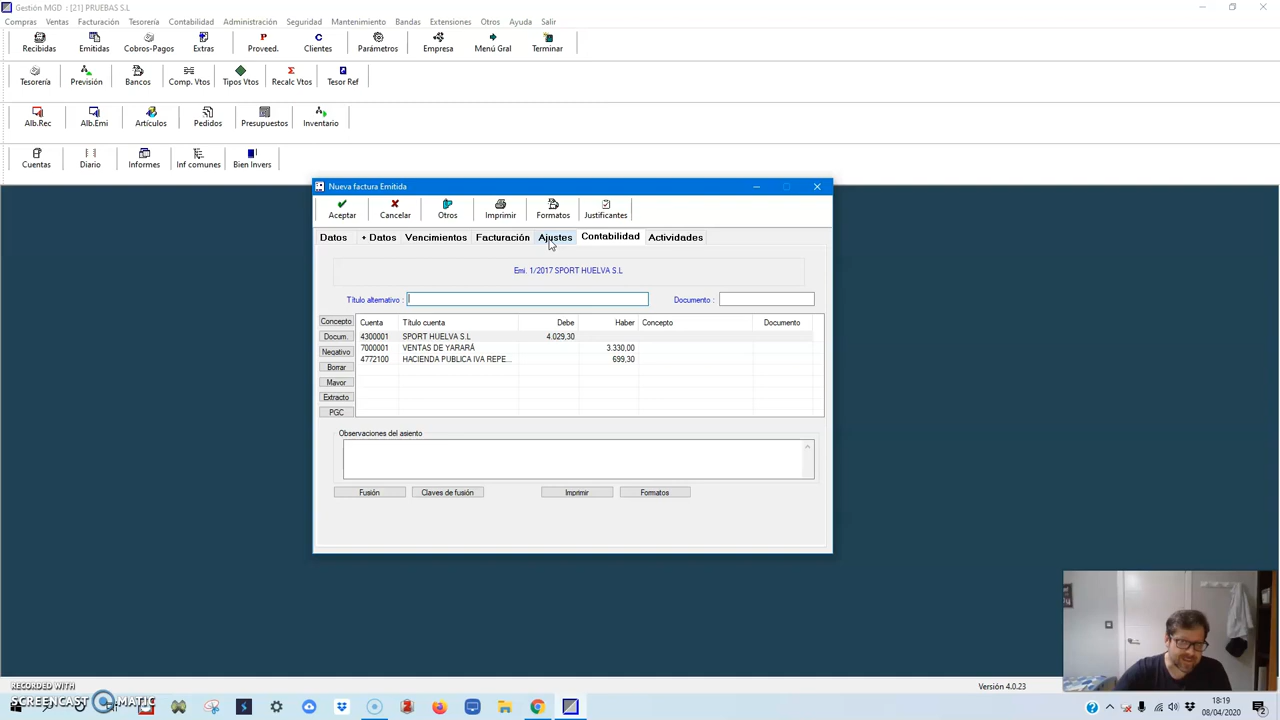 Gestión MGD : [21] PRUEBAS S.L
Compras Ventas Facturación Tesorería Contabilidad Administración Seguridad Mantenimiento Bandas Extensiones Otros Ayuda Salir
Recibidas Emitidas Cobros-Pagos Extras Proveed. Clientes Parámetros Empresa Menú Gral Terminar
Tesorería Previsión Bancos Comp. Vtos Tipos Vtos Recalc Vtos Tesor Ref
Alb.Rec Alb.Emi Artículos Pedidos Presupuestos Inventario
Cuentas Diario Informes Inf comunes Bien Invers
Nueva factura Emitida
Aceptar Cancelar Otros Imprimir Formatos Justificantes
Datos + Datos Vencimientos Facturación Ajustes Contabilidad Actividades
Emi. 1/2017 SPORT HUELVA S.L
Título alternativo : Documento :
Concepto Cuenta Título cuenta Debe Haber Concepto Documento
Docum. 4300001 SPORT HUELVA S.L 4.029,30
7000001 VENTAS DE YARARÁ 3.330,00
Negativo 4772100 HACIENDA PUBLICA IVA REPE... 699,30
Borrar
Mayor
Extracto
PGC
Observaciones del asiento
Fusión Claves de fusión Imprimir Formatos
RECORDED WITH
SCREENCAST MATIC
Versión 4.0.23
18:19
08/04/2020
2